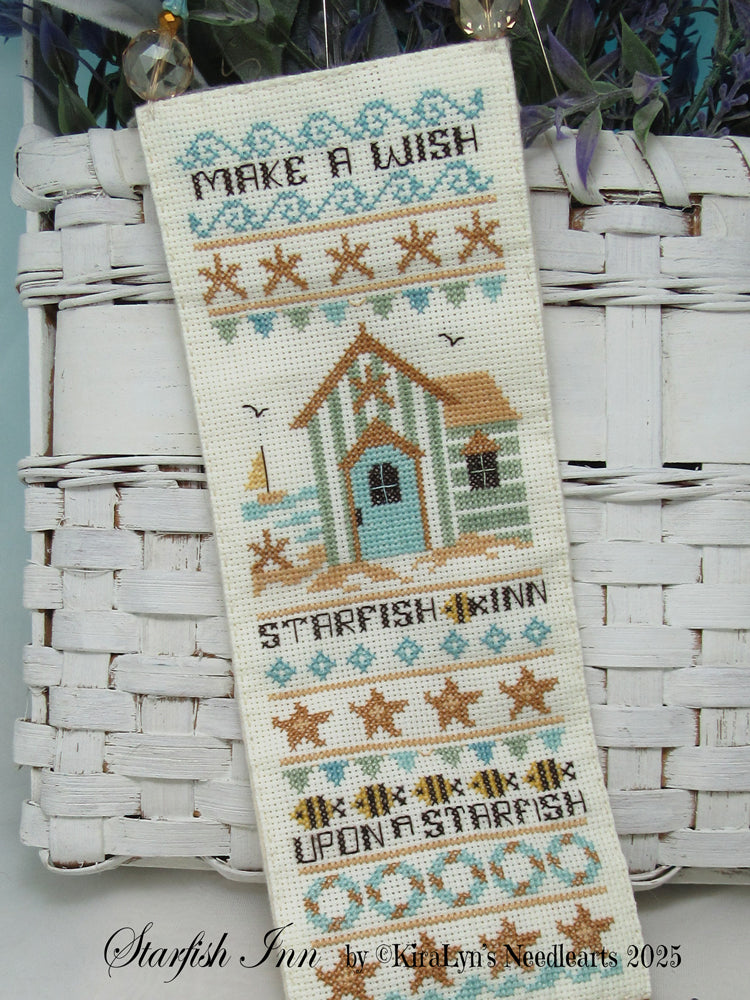 MAKE A WISH
STARFISH INN
UPON A STARFISH
Starfish Inn by ©KiraLyn's Needlearts 2025